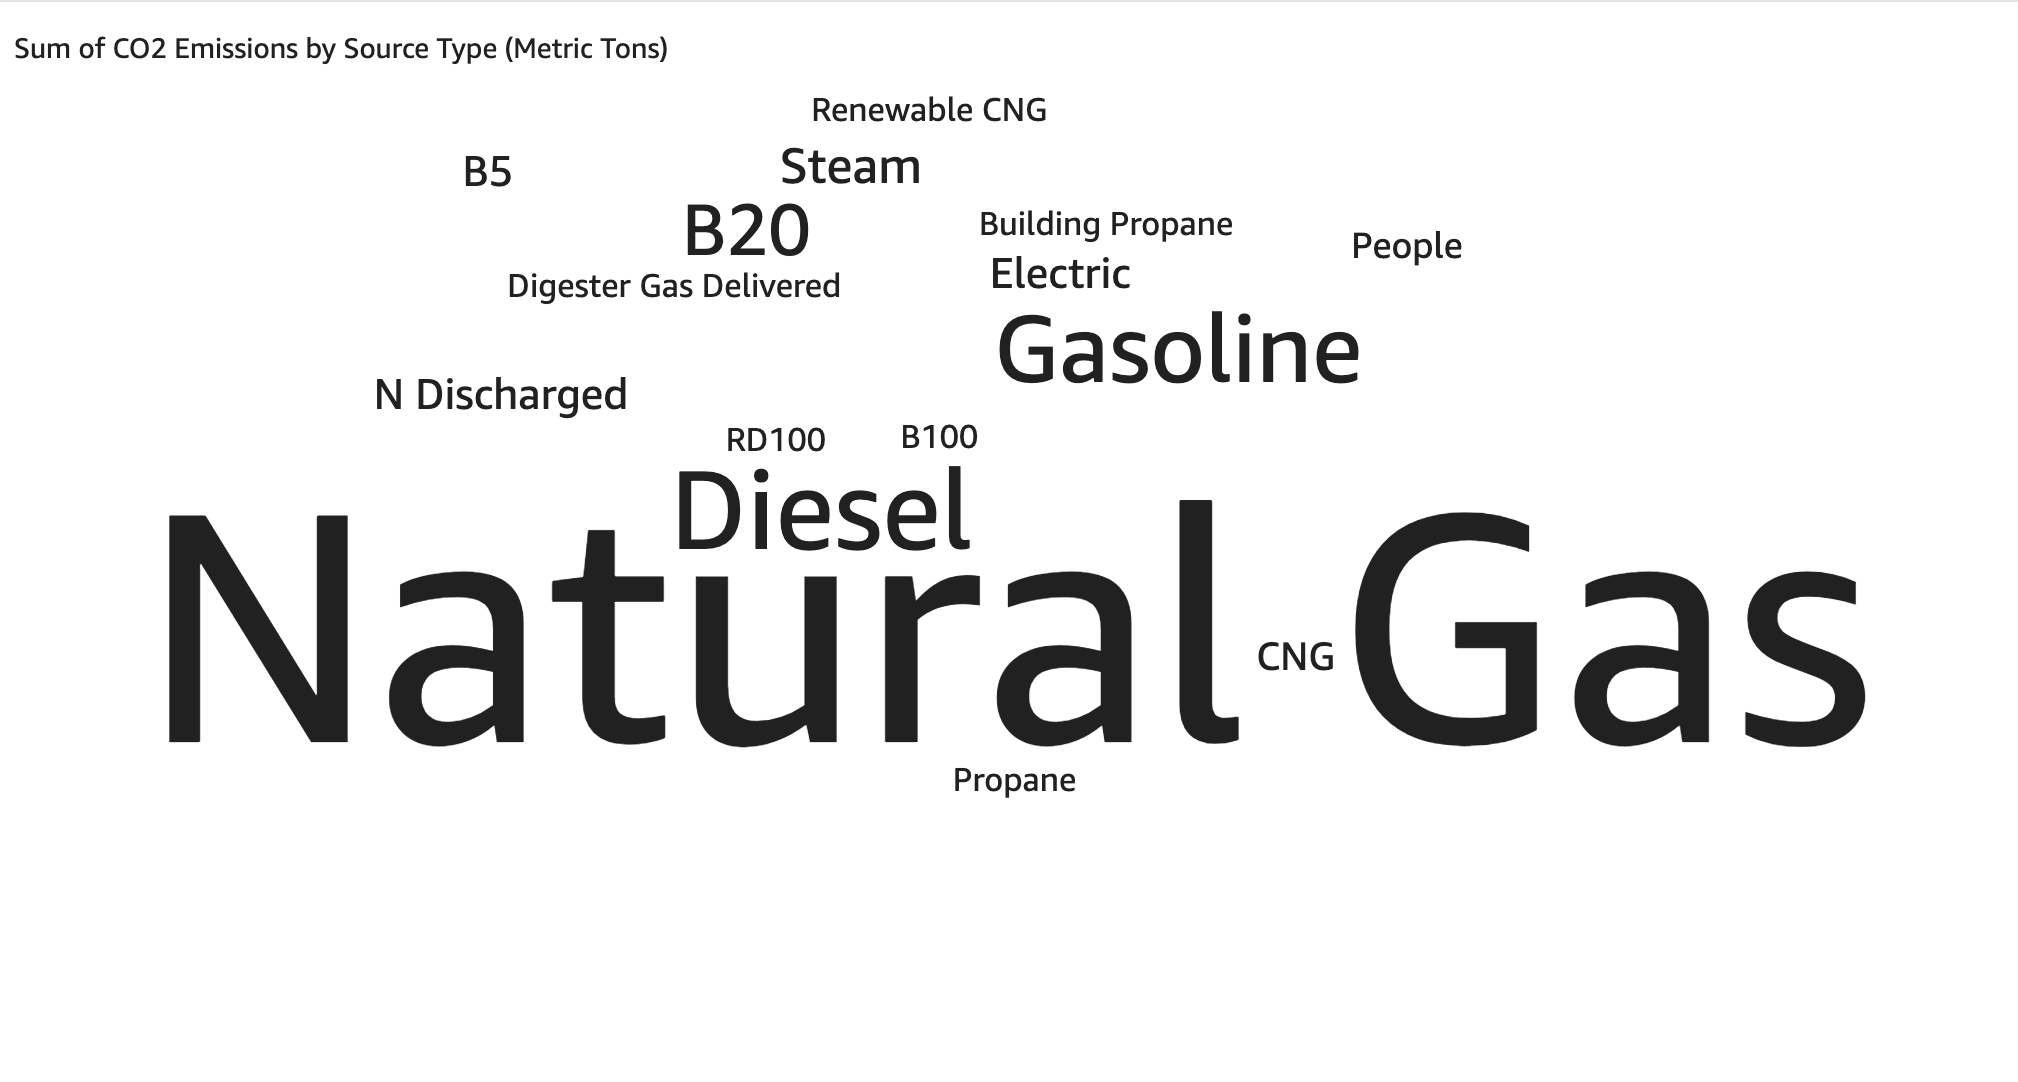 Sum of CO2 Emissions by Source Type (Metric Tons)
Renewable CNG
B5
Steam
B20
Building Propane
People
Digester Gas Delivered
Electric
Gasoline
N Discharged
RD100
B100
Diesel
Natural Gas
CNG
Propane